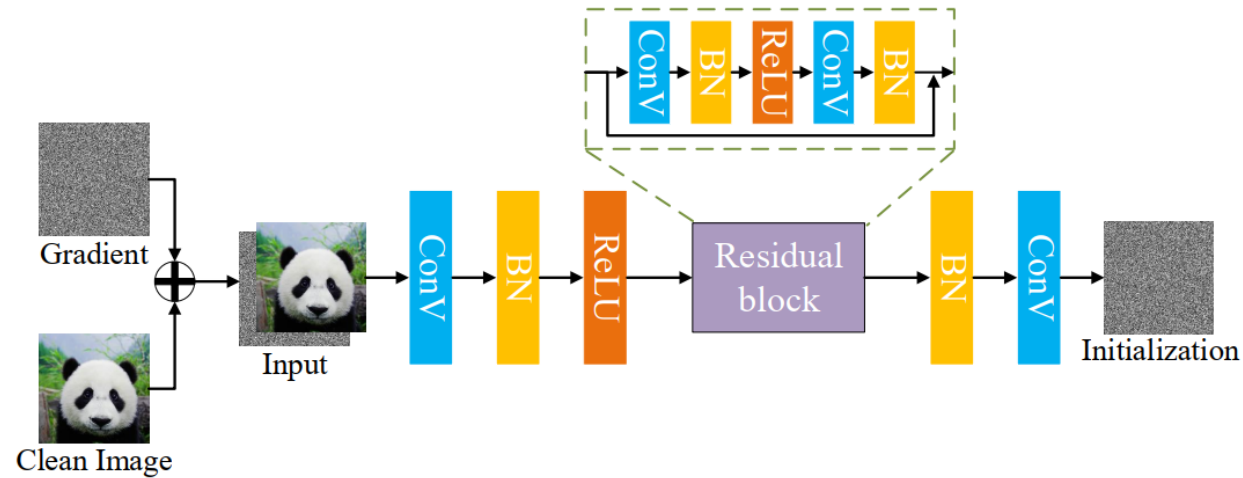 ConV
BN
ReLU
ConV
BN
Gradient
Clean Image
Input
ConV
BN
ReLU
Residual
block
BN
ConV
Initialization